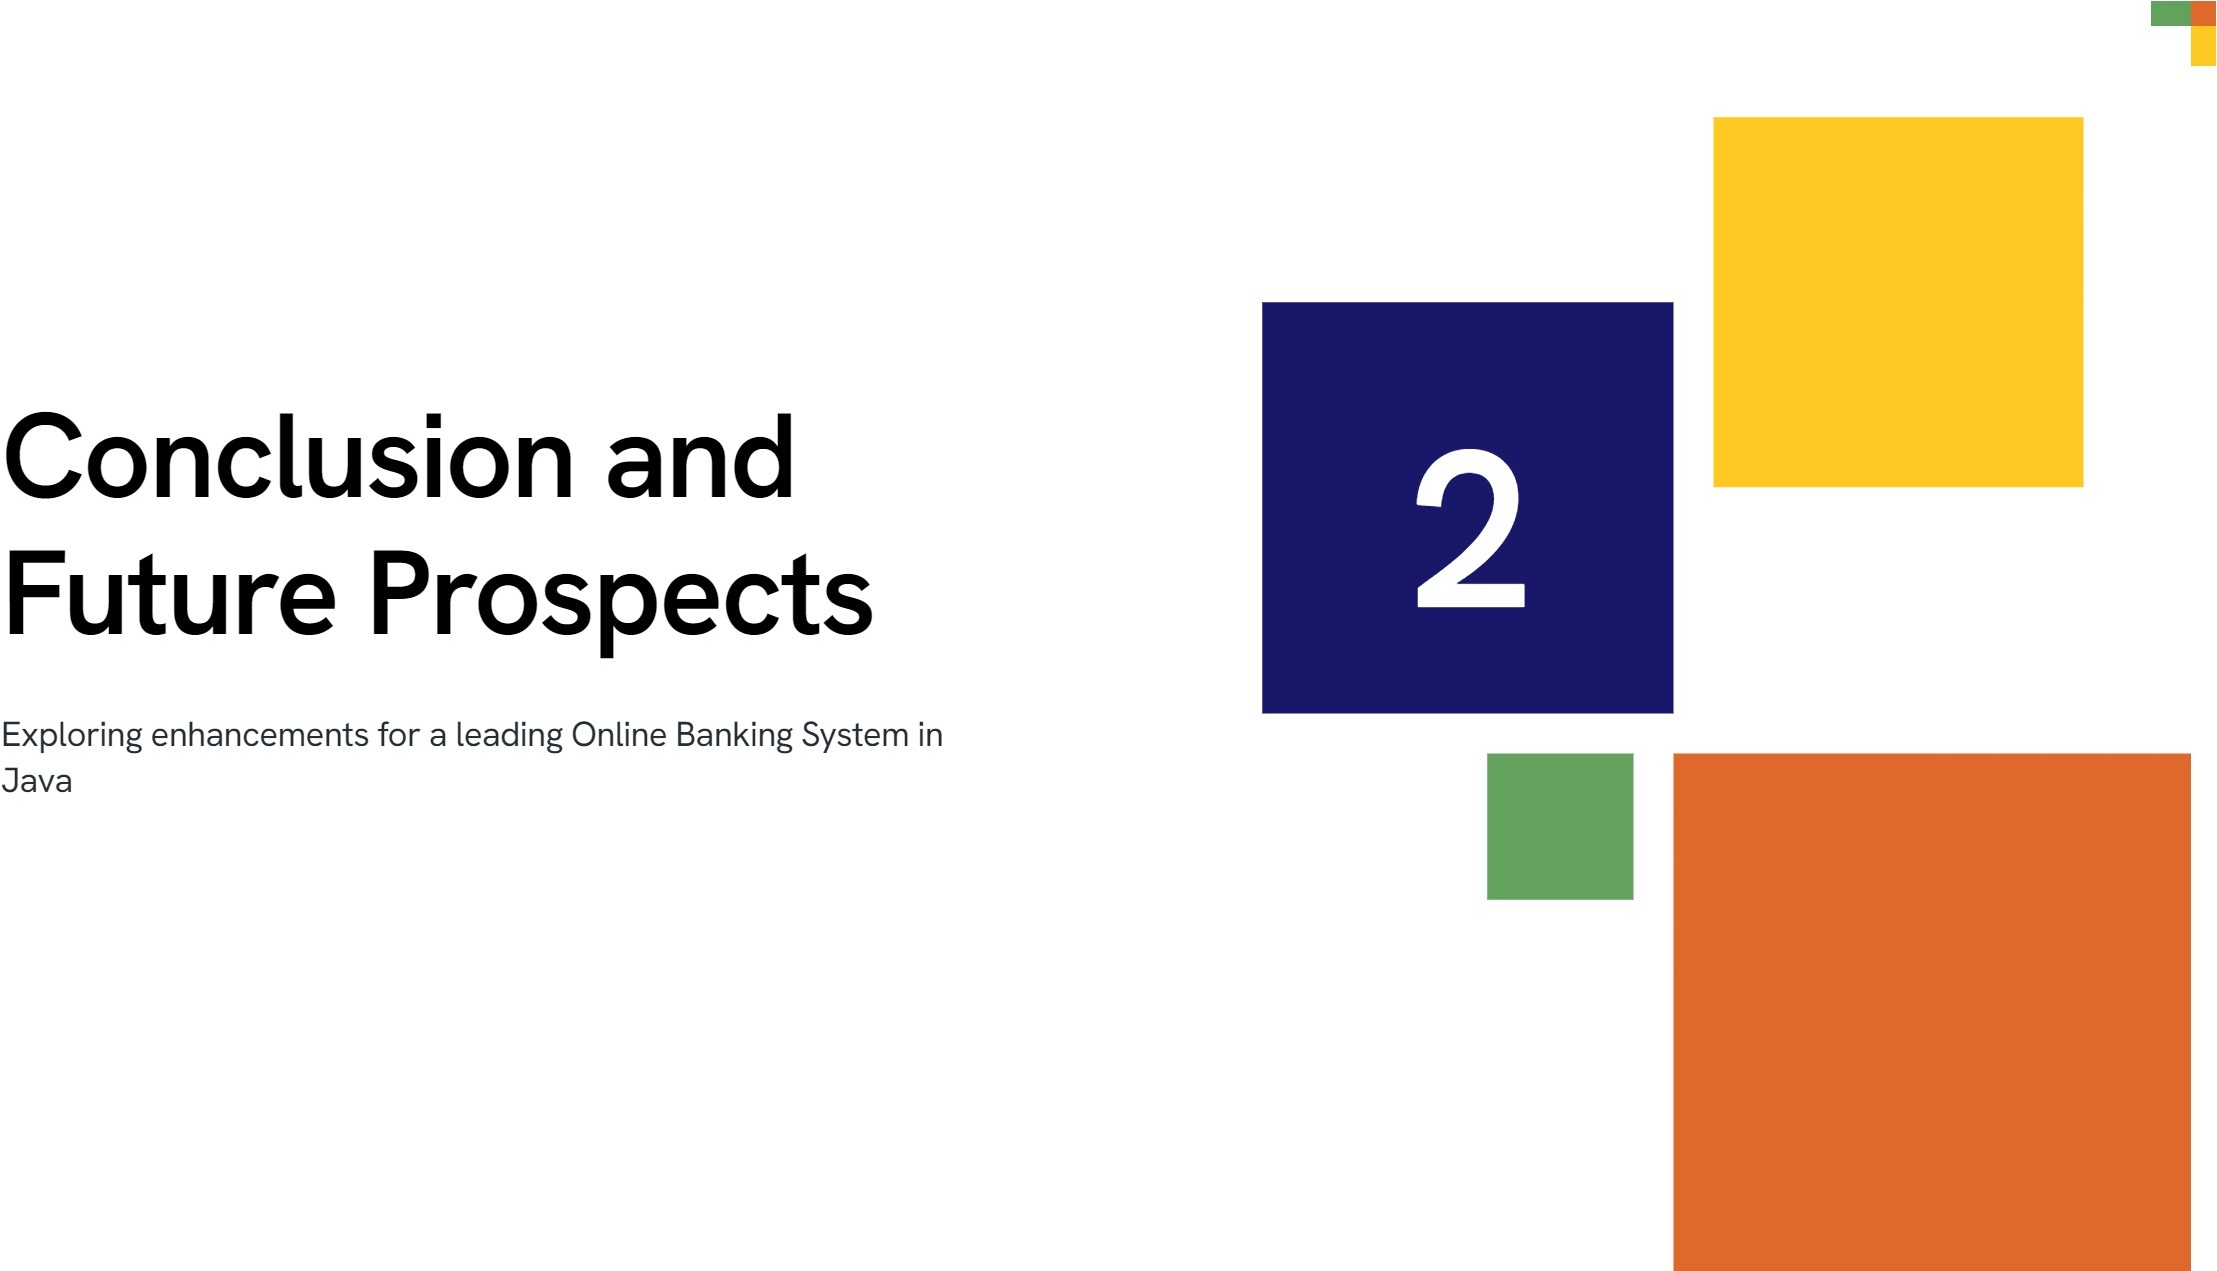 Conclusion and
Future Prospects
Exploring enhancements for a leading Online Banking System in
Java
2